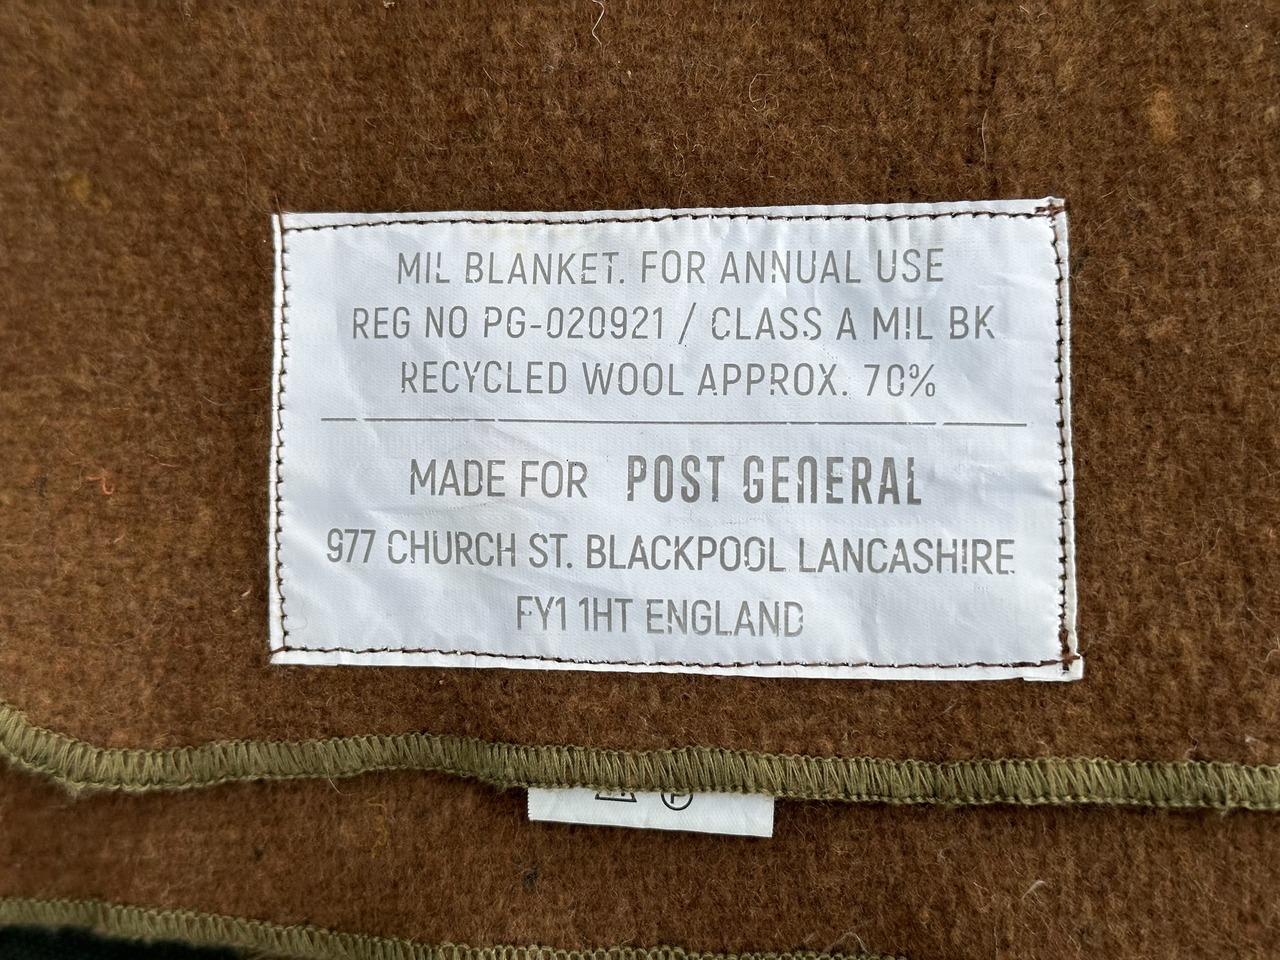 MIL BLANKET. FOR ANNUAL USE
REG NO PG-020921 / CLASS A MIL BK
RECYCLED WOOL APPROX. 70%
MADE FOR POST GENERAL
977 CHURCH ST. BLACKPOOL LANCASHIRE
FY1 1HT ENGLAND